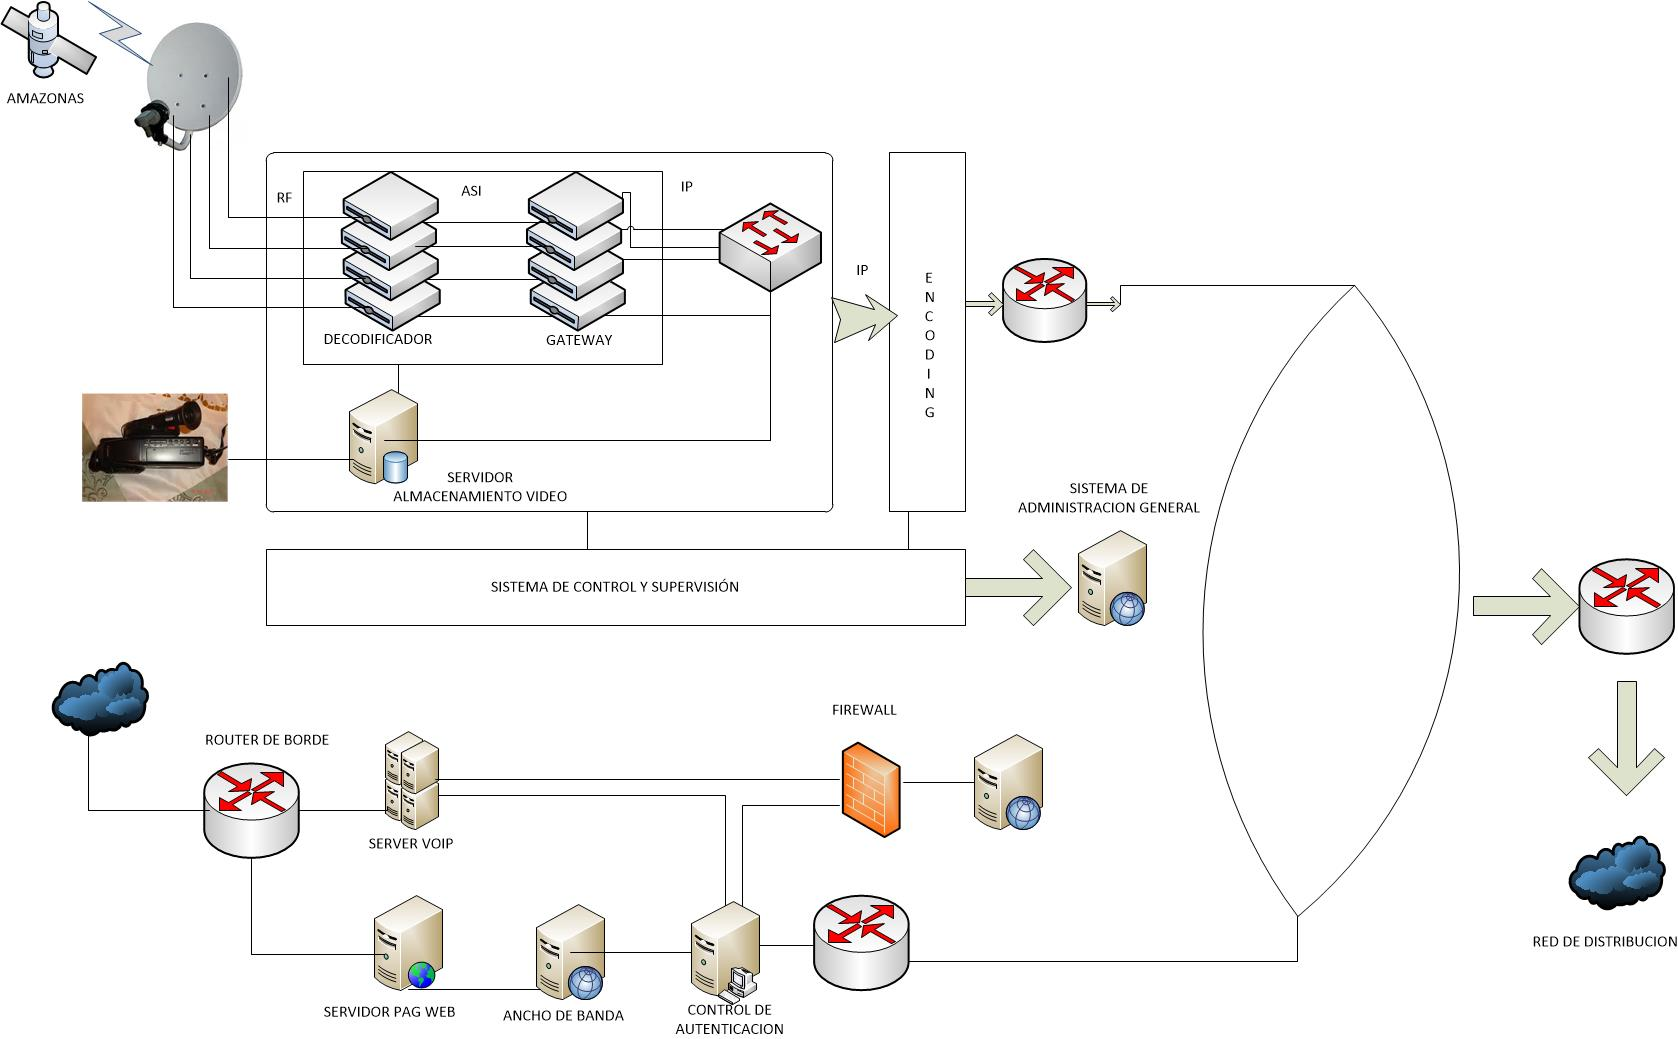 AMAZONAS
RF
ASI
IP
DECODIFICADOR
GATEWAY
IP
E
N
C
O
D
I
N
G
SERVIDOR
ALMACENAMIENTO VIDEO
SISTEMA DE
ADMINISTRACION GENERAL
SISTEMA DE CONTROL Y SUPERVISIÓN
FIREWALL
ROUTER DE BORDE
SERVER VOIP
RED DE DISTRIBUCION
SERVIDOR PAG WEB
ANCHO DE BANDA
CONTROL DE
AUTENTICACION